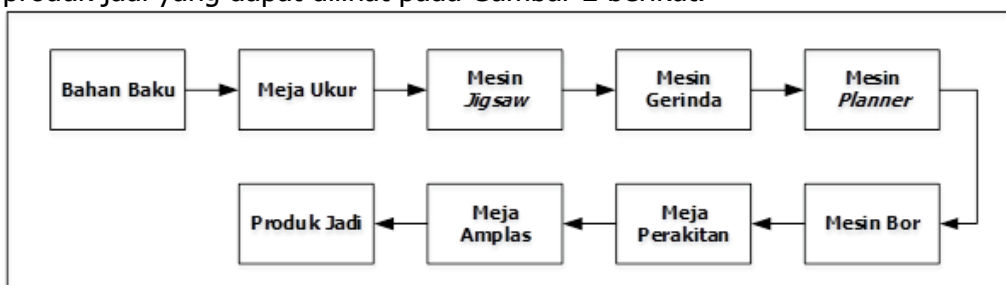 produk jadi yang dapat dilihat pada Gambar 2 berikut:
Bahan Baku
Meja Ukur
Mesin
Jigsaw
Mesin
Gerinda
Mesin
Planner
Mesin Bor
Meja
Perakitan
Meja
Amplas
Produk Jadi